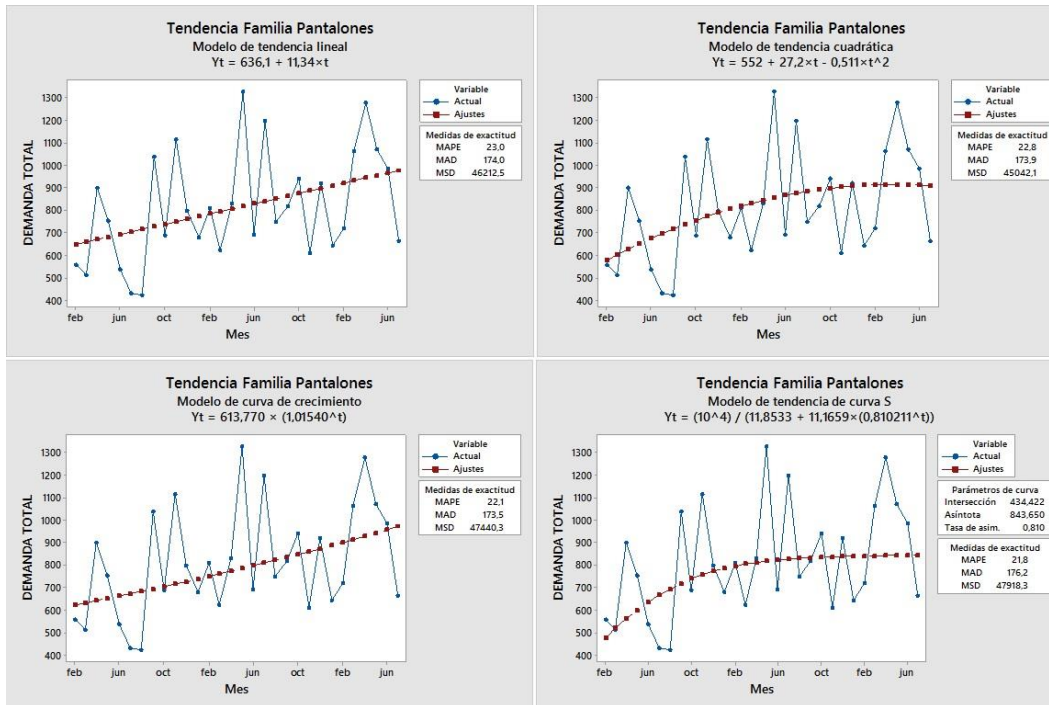 Tendencia Familia Pantalones
Modelo de tendencia lineal
Yt = 636,1 + 11,34×t
DEMANDA TOTAL
1300
1200
1100
1000
900
800
700
600
500
400
feb
jun
oct
feb
jun
oct
feb
jun
Mes
Variable
Actual
Ajustes
Medidas de exactitud
MAPE 23,0
MAD 174,0
MSD 46212,5
Tendencia Familia Pantalones
Modelo de tendencia cuadrática
Yt = 552 + 27,2×t - 0,511×t^2
DEMANDA TOTAL
1300
1200
1100
1000
900
800
700
600
500
400
feb
jun
oct
feb
jun
oct
feb
jun
Mes
Variable
Actual
Ajustes
Medidas de exactitud
MAPE 22,8
MAD 173,9
MSD 45042,1
Tendencia Familia Pantalones
Modelo de curva de crecimiento
Yt = 613,770 × (1,01540^t)
DEMANDA TOTAL
1300
1200
1100
1000
900
800
700
600
500
400
feb
jun
oct
feb
jun
oct
feb
jun
Mes
Variable
Actual
Ajustes
Medidas de exactitud
MAPE 22,1
MAD 173,5
MSD 47440,3
Tendencia Familia Pantalones
Modelo de tendencia de curva S
Yt = (10^4) / (11,8533 + 11,1659×(0,810211^t))
DEMANDA TOTAL
1300
1200
1100
1000
900
800
700
600
500
400
feb
jun
oct
feb
jun
oct
feb
jun
Mes
Variable
Actual
Ajustes
Parámetros de curva
Intersección 434,422
Asíntota 843,650
Tasa de asim. 0,810
Medidas de exactitud
MAPE 21,8
MAD 176,2
MSD 47918,3